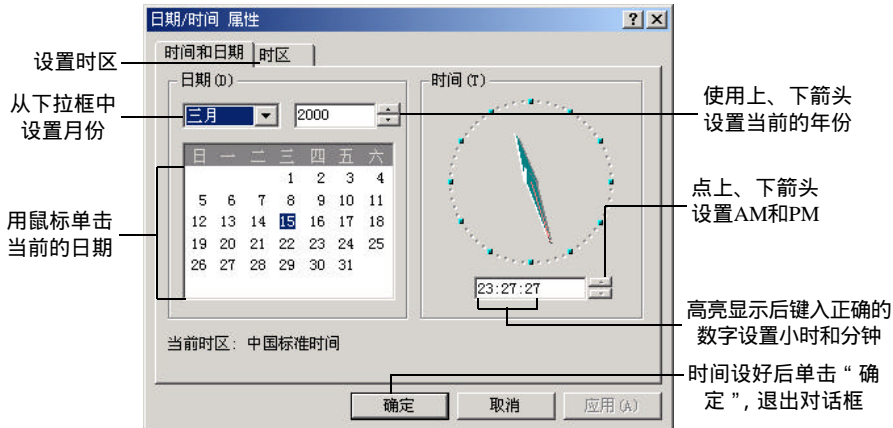 日期/时间 属性
时间和日期 时区
设置时区
日期(D)
时间(T)
从下拉框中
设置月份
三月 2000
使用上、下箭头
设置当前的年份
日 一 二 三 四 五 六
1 2 3 4
5 6 7 8 9 10 11
12 13 14 15 16 17 18
19 20 21 22 23 24 25
26 27 28 29 30 31
用鼠标单击
当前的日期
点上、下箭头
设置AM和PM
23:27:27
高亮显示后键入正确的
数字设置小时和分钟
当前时区: 中国标准时间
时间设好后单击“确
定”,退出对话框
确定 取消 应用(A)